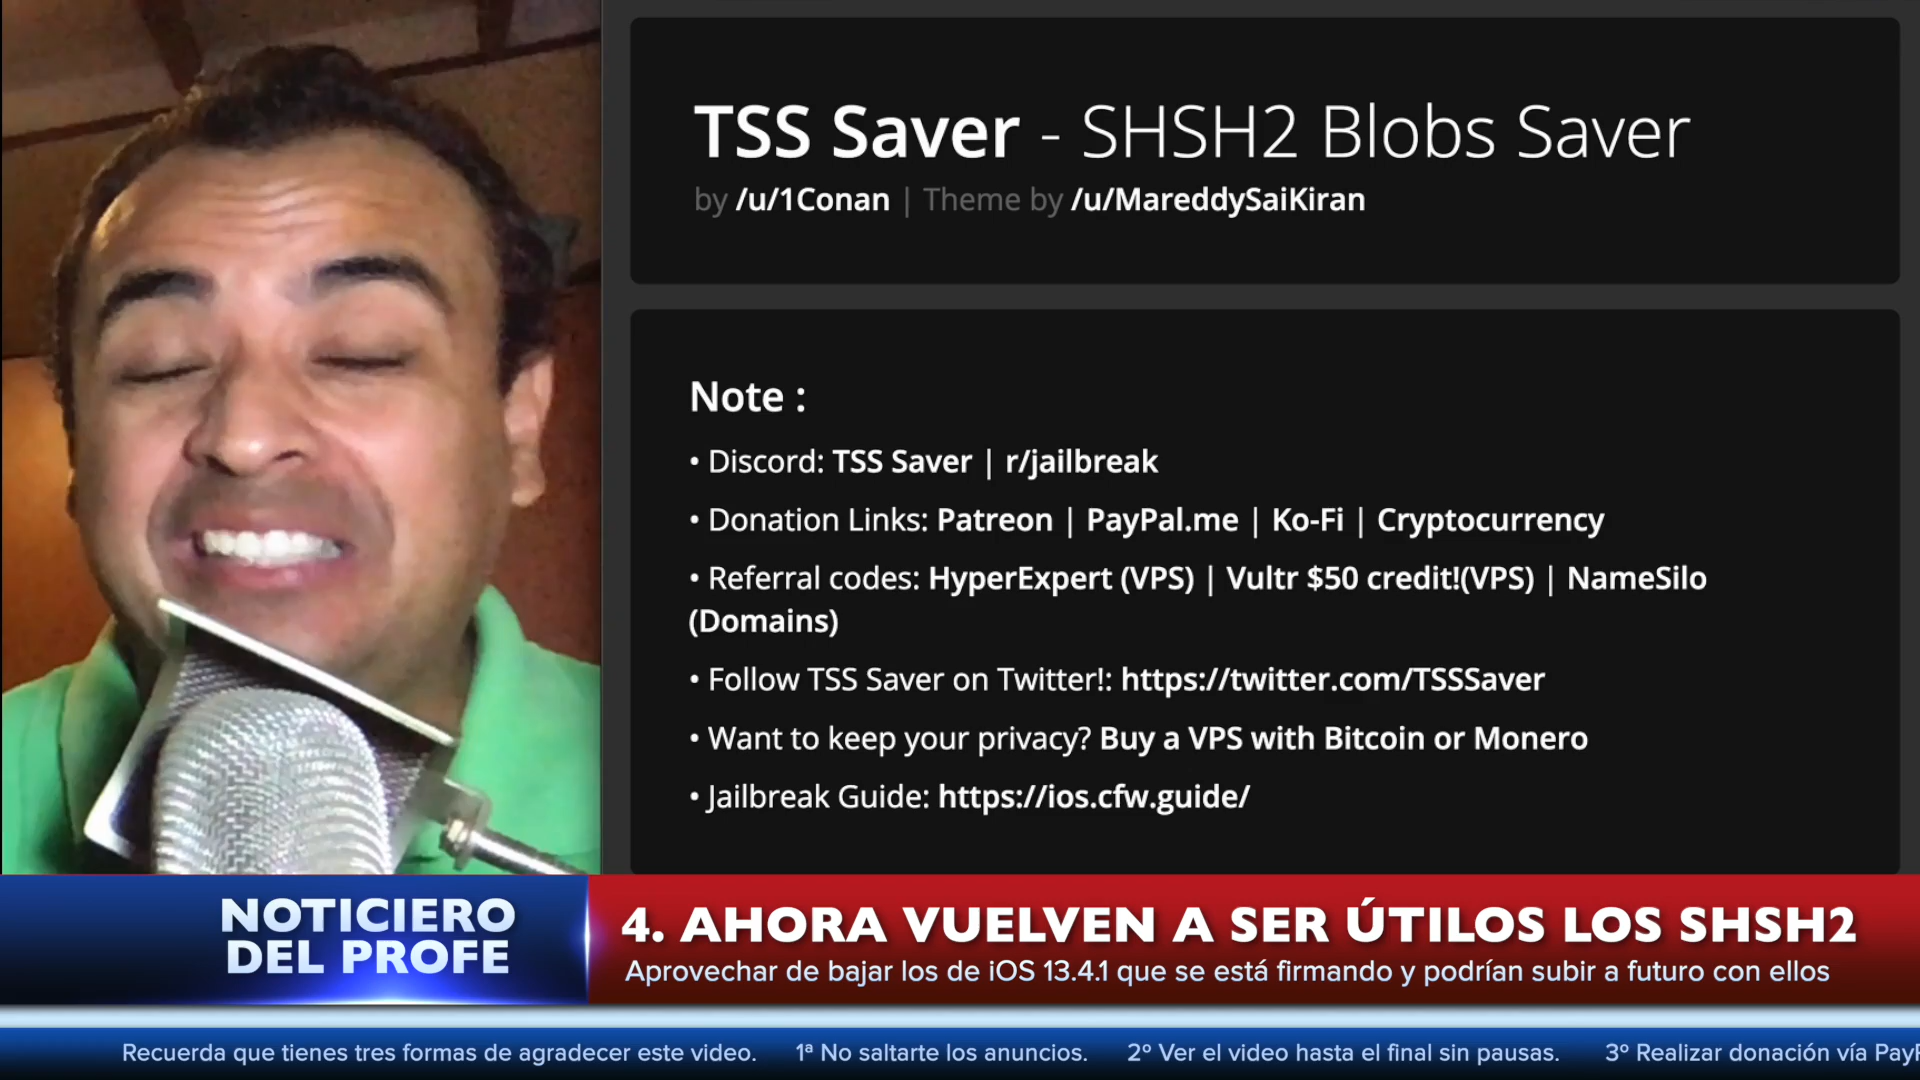 TSS Saver - SHSH2 Blobs Saver
by /u/1Conan | Theme by /u/MareddySaiKiran
Note :
• Discord: TSS Saver | r/jailbreak
• Donation Links: Patreon | PayPal.me | Ko-Fi | Cryptocurrency
• Referral codes: HyperExpert (VPS) | Vultr $50 credit!(VPS) | NameSilo
(Domains)
• Follow TSS Saver on Twitter!: https://twitter.com/TSSSaver
• Want to keep your privacy? Buy a VPS with Bitcoin or Monero
• Jailbreak Guide: https://ios.cfw.guide/
NOTICIERO
DEL PROFE
4. AHORA VUELVEN A SER ÚTILOS LOS SHSH2
Aprovechar de bajar los de iOS 13.4.1 que se está firmando y podrían subir a futuro con ellos
Recuerda que tienes tres formas de agradecer este video. 1ª No saltarte los anuncios. 2º Ver el video hasta el final sin pausas. 3º Realizar donación vía Pay